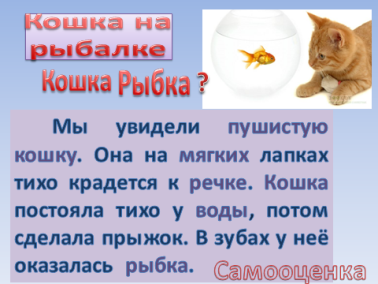 Кошка на
рыбалке
Кошка Рыбка ?
Мы увидели пушистую
кошку. Она на мягких лапках
тихо крадется к речке. Кошка
постояла тихо у воды, потом
сделала прыжок. В зубах у неё
оказалась рыбка.
Самооценка